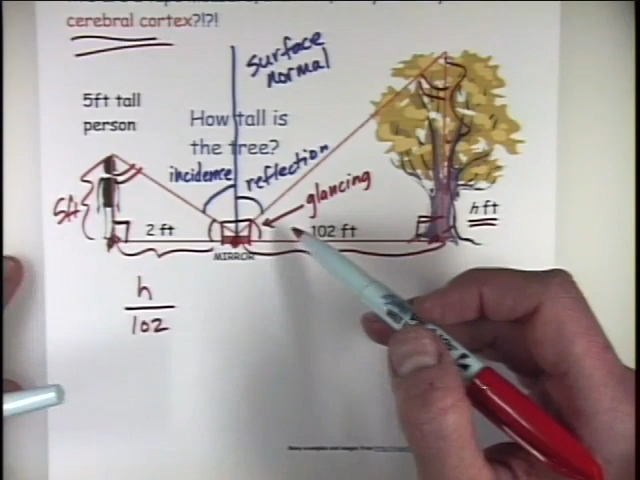 cerebral cortex?!?!
surface
normal
5ft tall
person
How tall is
the tree?
incidence
reflection
glancing
5ft
2 ft
102 ft
h ft
MIRROR
h
102